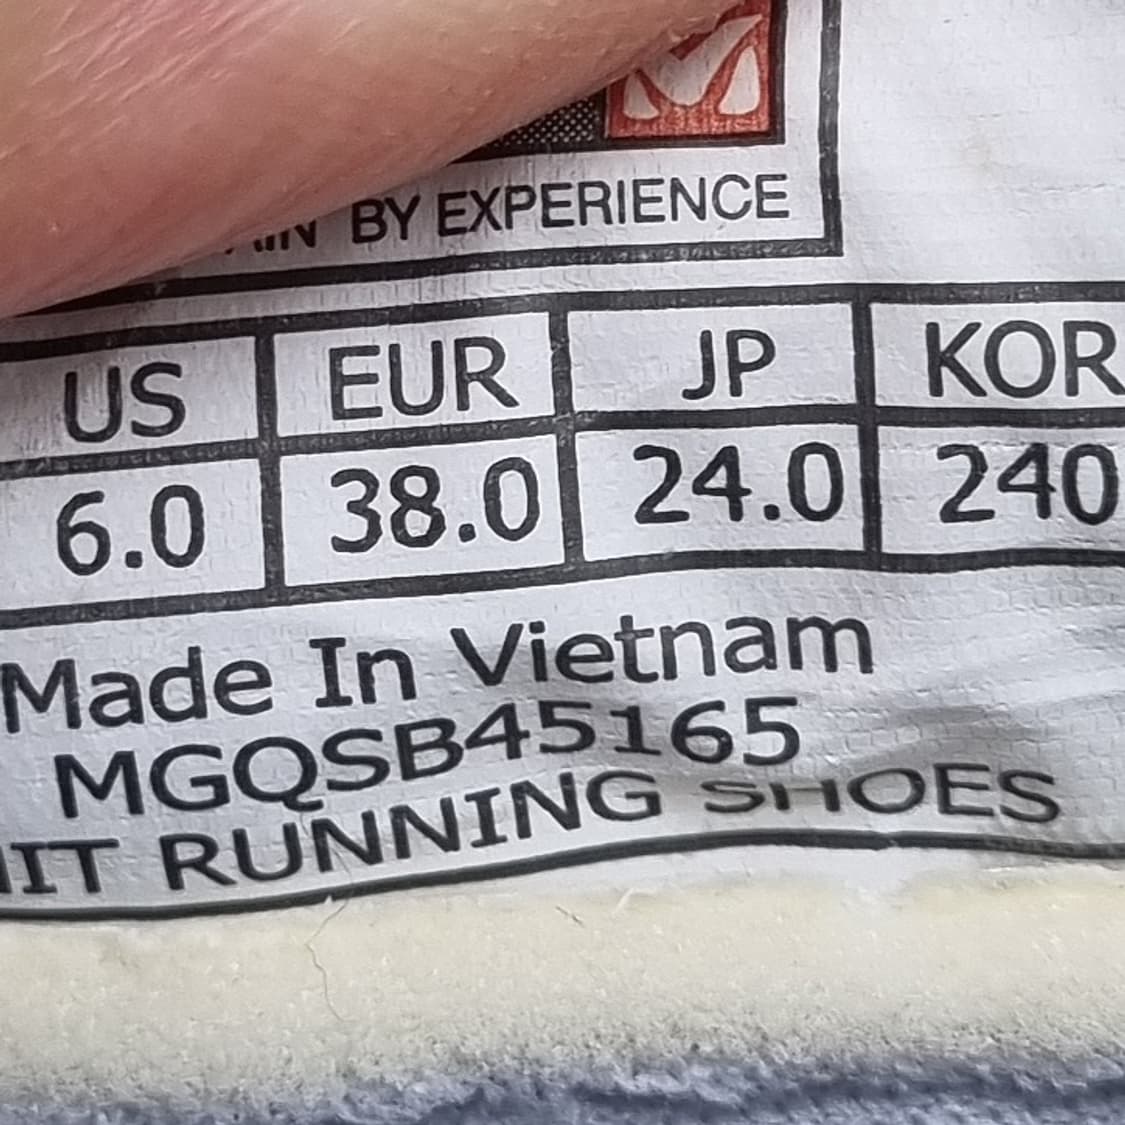 BY EXPERIENCE
US EUR JP KOR
6.0 38.0 24.0 240
Made In Vietnam
MGQSB45165
RUNNING SHOES